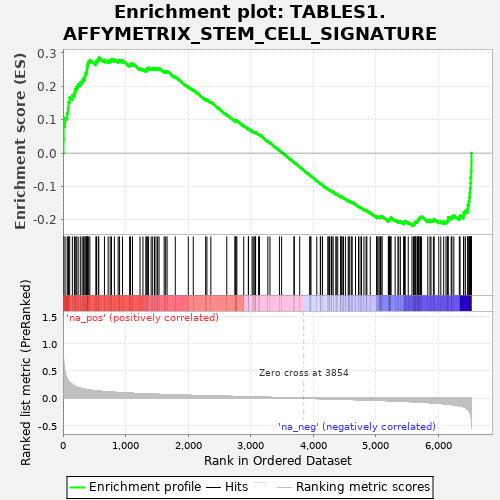 Enrichment plot: TABLES1.
AFFYMETRIX_STEM_CELL_SIGNATURE
Enrichment score (ES)
0.3
0.2
0.1
0.0
-0.1
-0.2
Ranked list metric (PreRanked)
1.5
1.0
0.5
0.0
-0.5
'na_pos' (positively correlated)
Zero cross at 3854
'na_neg' (negatively correlated)
0
1,000
2,000
3,000
4,000
5,000
6,000
Rank in Ordered Dataset
Enrichment profile
Hits
Ranking metric scores